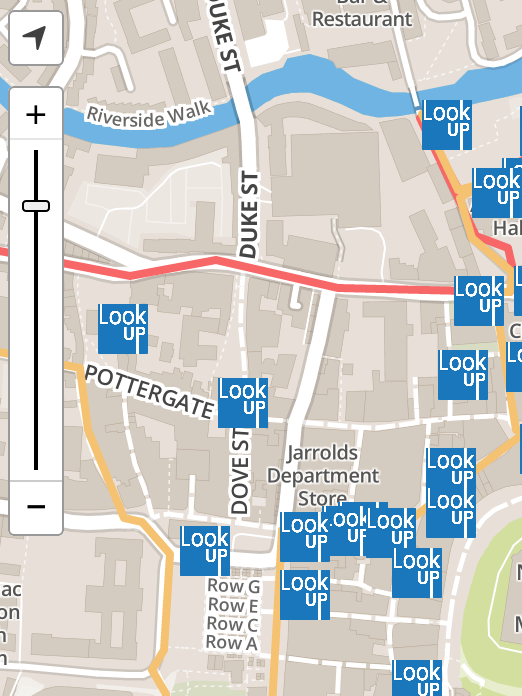 DUKE ST
Bar &
Restaurant
+
Riverside Walk
Look
UP
Look
UP
DUKE ST
Hal
Look
UP
Look
UP
C
Look
UP
POTTERGATE
Look
UP
DOVE ST
Jarrolds
Department
Store
Look
UP
Look
UP
Look
UP
Look
UP
Look
UP
Look
UP
Look
UP
Look
UP
Row G
Row E
Row C
Row A
Look
UP
−